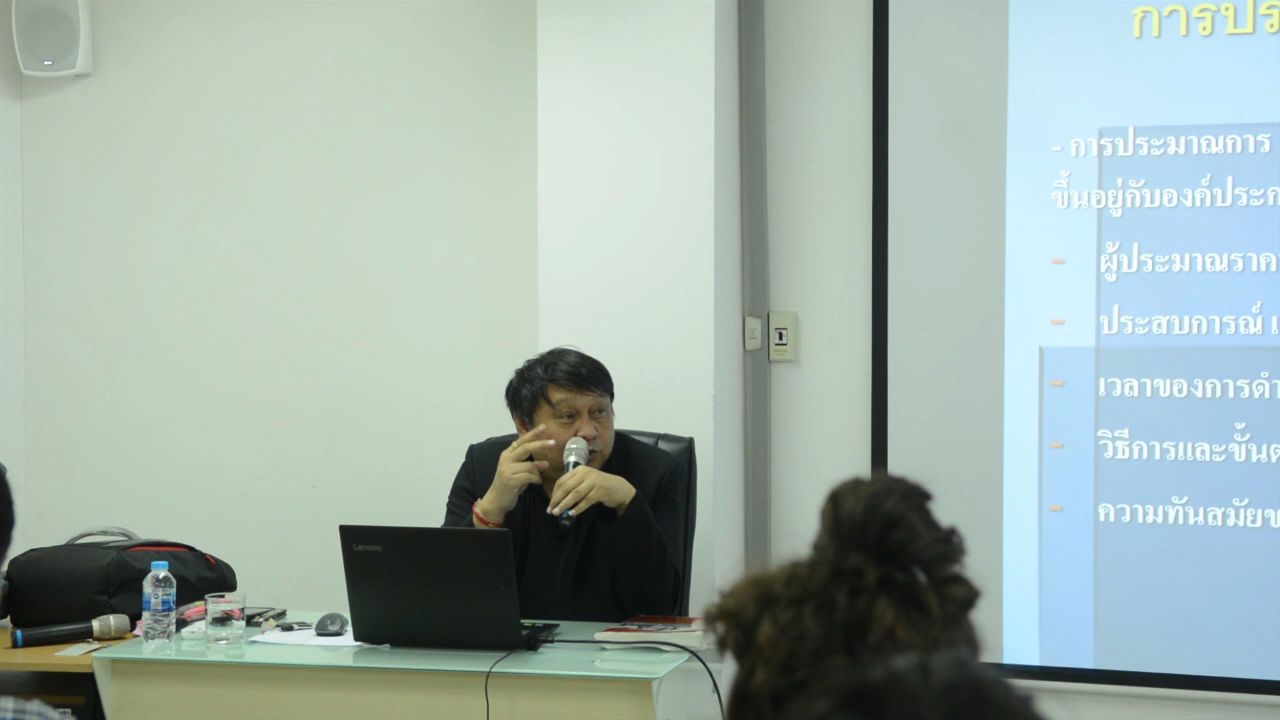 การปร
- การประมาณการ
ขึ้นอยู่กับองค์ประก
- ผู้ประมาณราคา
- ประสบการณ์ แ
- เวลาของการดำ
- วิธีการและขั้นต
- ความทันสมัยข
Lenovo